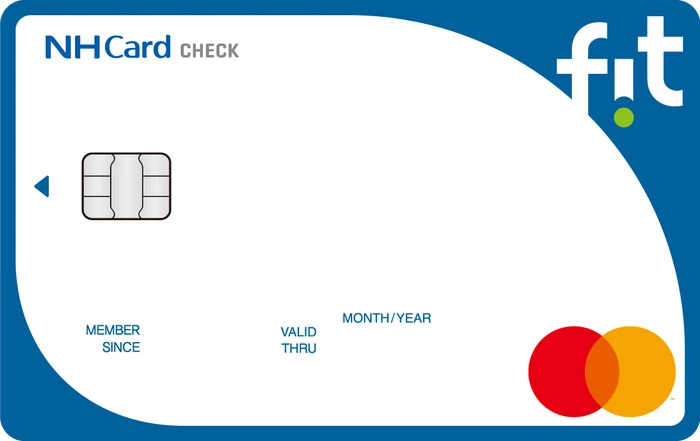 NHCard CHECK
fit
MONTH/YEAR
MEMBER SINCE
VALID THRU